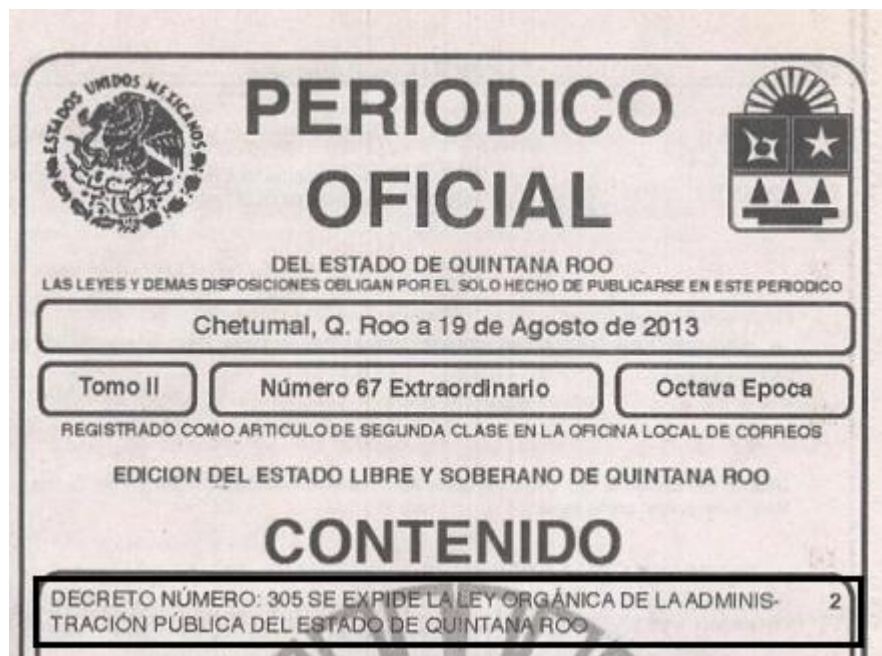 ESTADOS UNIDOS MEXICANOS
PERIODICO
OFICIAL
DEL ESTADO DE QUINTANA ROO
LAS LEYES Y DEMAS DISPOSICIONES OBLIGAN POR EL SOLO HECHO DE PUBLICARSE EN ESTE PERIODICO
Chetumal, Q. Roo a 19 de Agosto de 2013
Tomo II Número 67 Extraordinario Octava Epoca
REGISTRADO COMO ARTICULO DE SEGUNDA CLASE EN LA OFICINA LOCAL DE CORREOS
EDICION DEL ESTADO LIBRE Y SOBERANO DE QUINTANA ROO
CONTENIDO
DECRETO NÚMERO: 305 SE EXPIDE LA LEY ORGÁNICA DE LA ADMINIS- 2
TRACIÓN PÚBLICA DEL ESTADO DE QUINTANA ROO